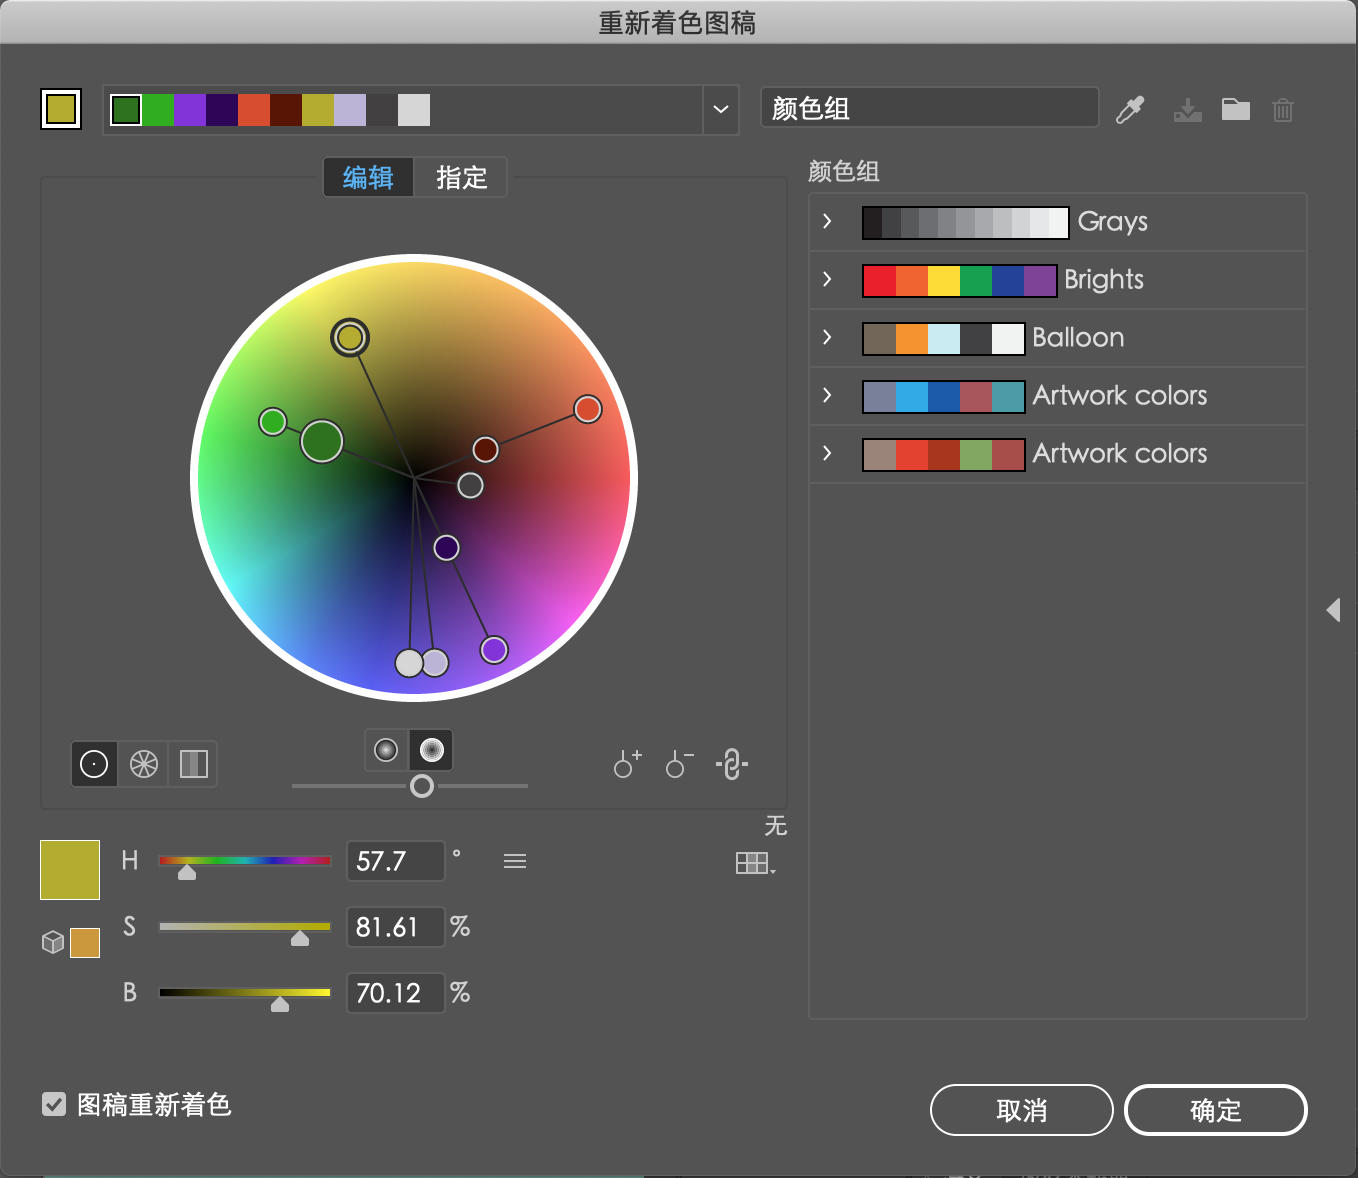 重新着色图稿
颜色组
编辑 指定
颜色组
Grays
Brights
Balloon
Artwork colors
Artwork colors
无
H 57.7 °
S 81.61 %
B 70.12 %
图稿重新着色
取消 确定